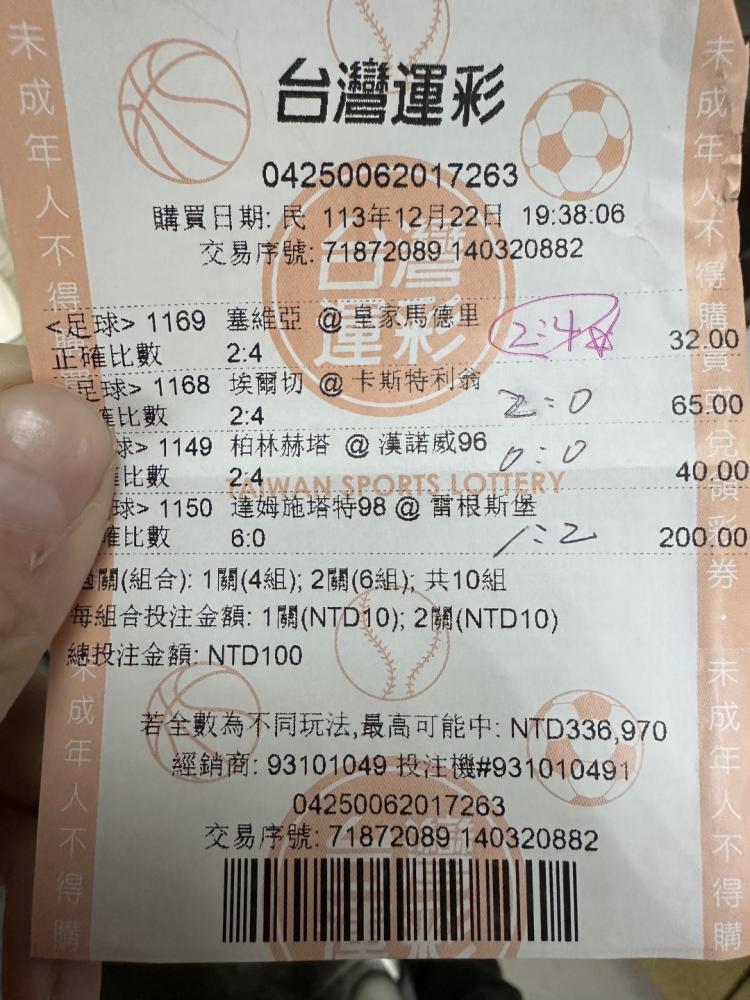 台灣運彩
04250062017263
購買日期: 民 113年12月22日 19:38:06
交易序號: 71872089 140320882
<足球> 1169 塞維亞 @ 皇家馬德里 2:4
正確比數 2:4 32.00
足球> 1168 埃爾切 @ 卡斯特利翁 2:0
確比數 2:4 65.00
球> 1149 柏林赫塔 @ 漢諾威96 0:0
確比數 2:4 40.00
TAIWAN SPORTS LOTTERY
球> 1150 達姆施塔特98 @ 雷根斯堡 1:2
確比數 6:0 200.00
過關(組合): 1關(4組); 2關(6組); 共10組
每組合投注金額: 1關(NTD10); 2關(NTD10)
總投注金額: NTD100
若全數為不同玩法,最高可能中: NTD336,970
經銷商: 93101049 投注機#931010491
04250062017263
交易序號: 71872089 140320882
未成年人不得
未成年人不得購
未成年人不得購買或兌領彩券・未成年人不得購
台灣運彩